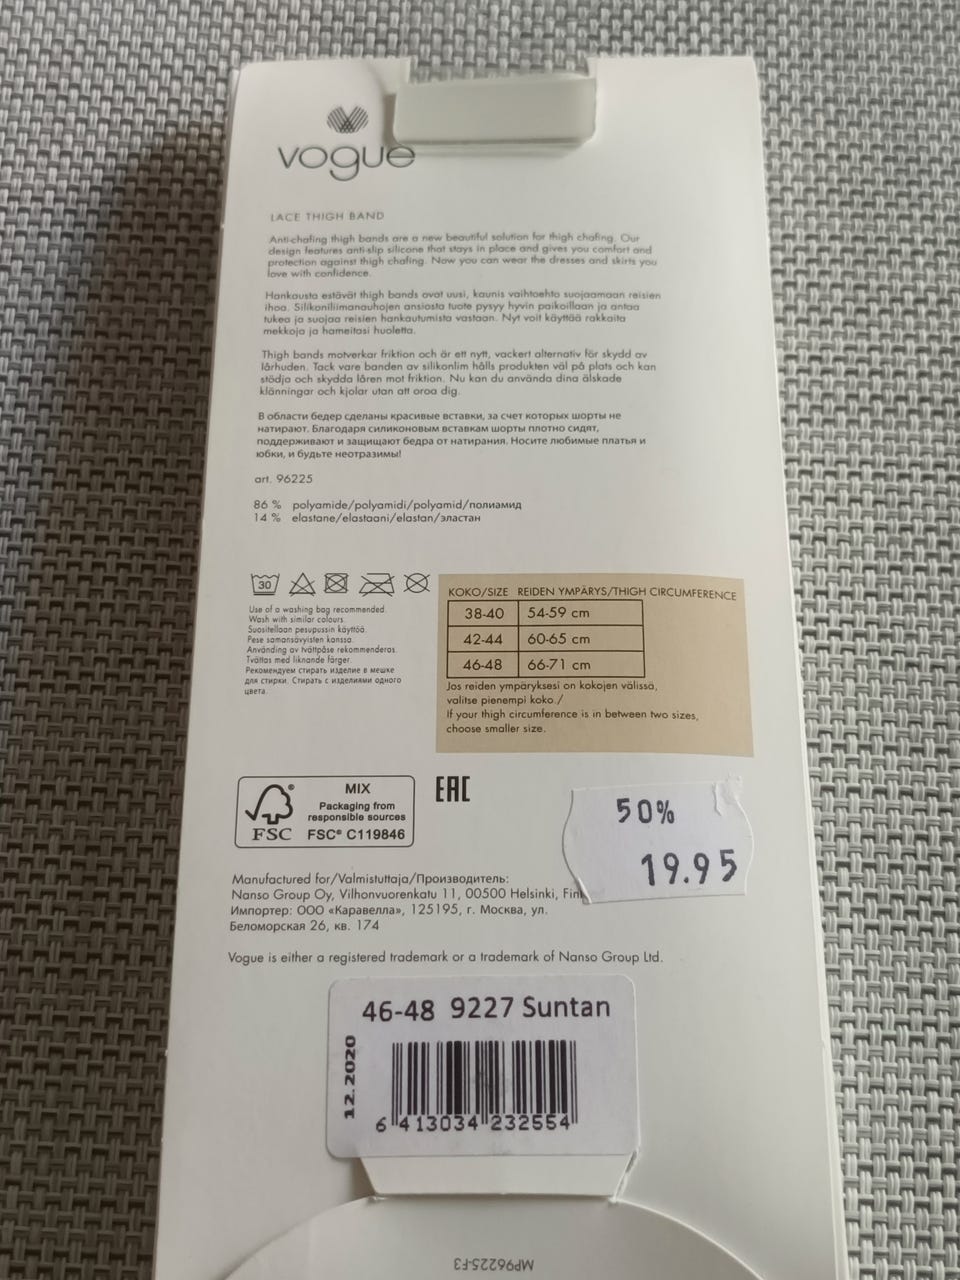 vogue
LACE THIGH BAND
Anti-chafing thigh bands are a new beautiful solution for thigh chafing. Our
design features anti-slip silicone that stays in place and gives you comfort and
protection against thigh chafing. Now you can wear the dresses and skirts you
love with confidence.
Hankausta estävät thigh bands ovat uusi, kaunis vaihtoehto suojaamaan reisien
ihoa. Silikoniliimanauhojen ansiosta tuote pysyy hyvin paikoillaan ja antaa
tukea ja suojaa reisien hankautumista vastaan. Nyt voit käyttää rakkaita
mekkoja ja hameitasi huoletta.
Thigh bands motverkar friktion och är ett nytt, vackert alternativ för skydd av
lårhuden. Tack vare banden av silikonlim hålls produkten väl på plats och kan
stödja och skydda låren mot friktion. Nu kan du använda dina älskade
klänningar och kjolar utan att oroa dig.
В области бедер сделаны красивые вставки, за счет которых шорты не
натирают. Благодаря силиконовым вставкам шорты плотно сидят,
поддерживают и защищают бедра от натирания. Носите любимые платья и
юбки, и будьте неотразимы!
art. 96225
86 % polyamide/polyamidi/polyamid/полиамид
14 % elastane/elastaani/elastan/эластан
30
Use of a washing bag recommended.
Wash with similar colours.
Suositellaan pesupussin käyttöä.
Pese samansävyisten kanssa.
Användning av tvättpåse rekommenderas.
Tvättas med liknande färger.
Рекомендуем стирать изделие в мешке
для стирки. Стирать с изделиями одного
цвета.
KOKO/SIZE REIDEN YMPÄRYS/THIGH CIRCUMFERENCE
38-40 54-59 cm
42-44 60-65 cm
46-48 66-71 cm
Jos reiden ympäryksesi on kokojen välissä,
valitse pienempi koko./
If your thigh circumference is in between two sizes,
choose smaller size.
MIX
Packaging from
responsible sources
FSC® C119846
FSC
EAC
50%
19.95
Manufactured for/Valmistuttaja/Производитель:
Nanso Group Oy, Vilhonvuorenkatu 11, 00500 Helsinki, Finl
Импортер: ООО «Каравелла», 125195, г. Москва, ул.
Беломорская 26, кв. 174
Vogue is either a registered trademark or a trademark of Nanso Group Ltd.
46-48 9227 Suntan
12.2020
6 413034 232554
MP96225-F3